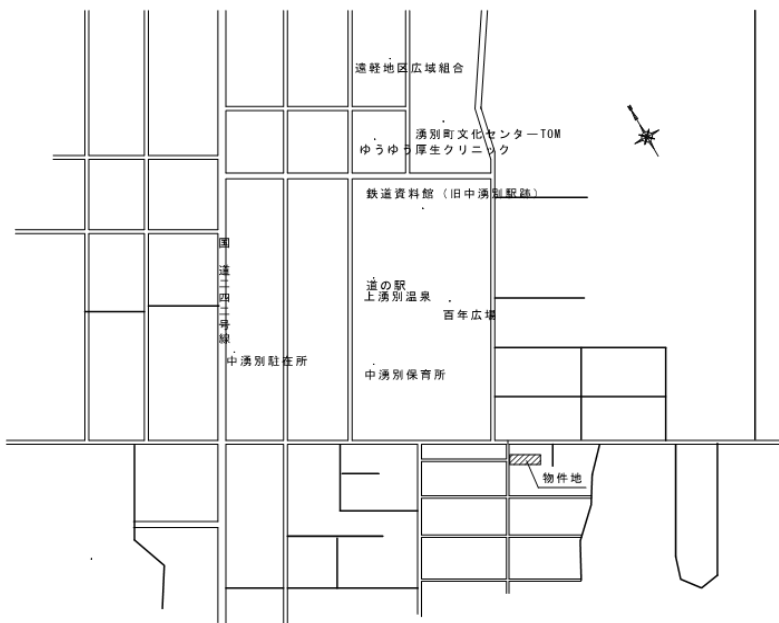 遠軽地区広域組合
湧別町文化センターTOM
ゆうゆう厚生クリニック
鉄道資料館（旧中湧別駅跡）
国道二四二号線
道の駅
上湧別温泉
百年広場
中湧別駐在所
中湧別保育所
物件地